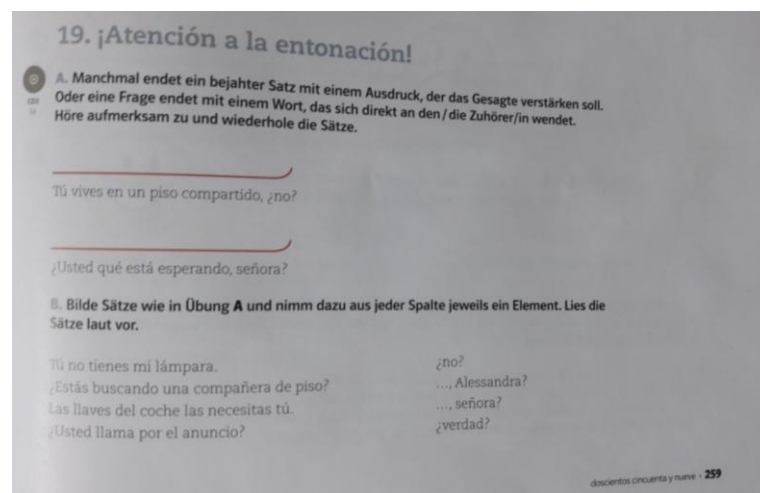 19. ¡Atención a la entonación!
A. Manchmal endet ein bejahter Satz mit einem Ausdruck, der das Gesagte verstärken soll.
Oder eine Frage endet mit einem Wort, das sich direkt an den/die Zuhörer/in wendet.
Höre aufmerksam zu und wiederhole die Sätze.
Tú vives en un piso compartido, ¿no?
¿Usted qué está esperando, señora?
B. Bilde Sätze wie in Übung A und nimm dazu aus jeder Spalte jeweils ein Element. Lies die
Sätze laut vor.
Tú no tienes mi lámpara.
¿Estás buscando una compañera de piso?
Las llaves del coche las necesitas tú.
¿Usted llama por el anuncio?
¿no?
..., Alessandra?
..., señora?
¿verdad?
doscientos cincuenta y nueve · 259